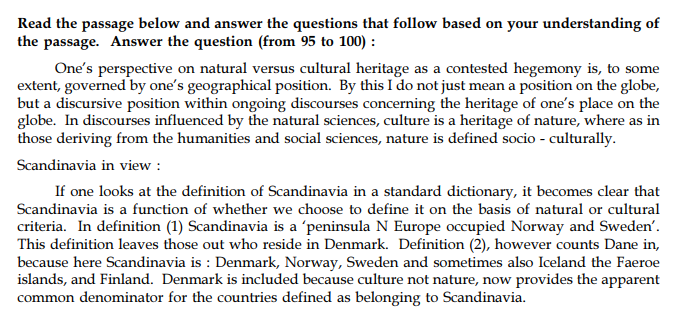 Read the passage below and answer the questions that follow based on your understanding of
the passage. Answer the question (from 95 to 100) :
One's perspective on natural versus cultural heritage as a contested hegemony is, to some
extent, governed by one's geographical position. By this I do not just mean a position on the globe,
but a discursive position within ongoing discourses concerning the heritage of one's place on the
globe. In discourses influenced by the natural sciences, culture is a heritage of nature, where as in
those deriving from the humanities and social sciences, nature is defined socio - culturally.
Scandinavia in view :
If one looks at the definition of Scandinavia in a standard dictionary, it becomes clear that
Scandinavia is a function of whether we choose to define it on the basis of natural or cultural
criteria. In definition (1) Scandinavia is a 'peninsula N Europe occupied Norway and Sweden'.
This definition leaves those out who reside in Denmark. Definition (2), however counts Dane in,
because here Scandinavia is : Denmark, Norway, Sweden and sometimes also Iceland the Faeroe
islands, and Finland. Denmark is included because culture not nature, now provides the apparent
common denominator for the countries defined as belonging to Scandinavia.